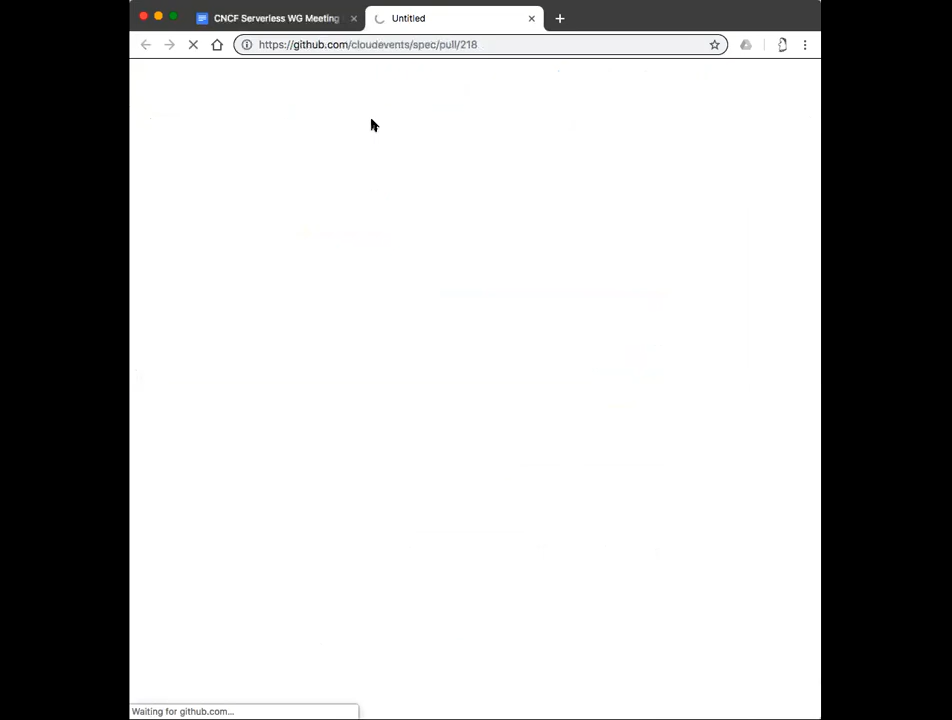 CNCF Serverless WG Meeting
Untitled
https://github.com/cloudevents/spec/pull/218
Waiting for github.com...